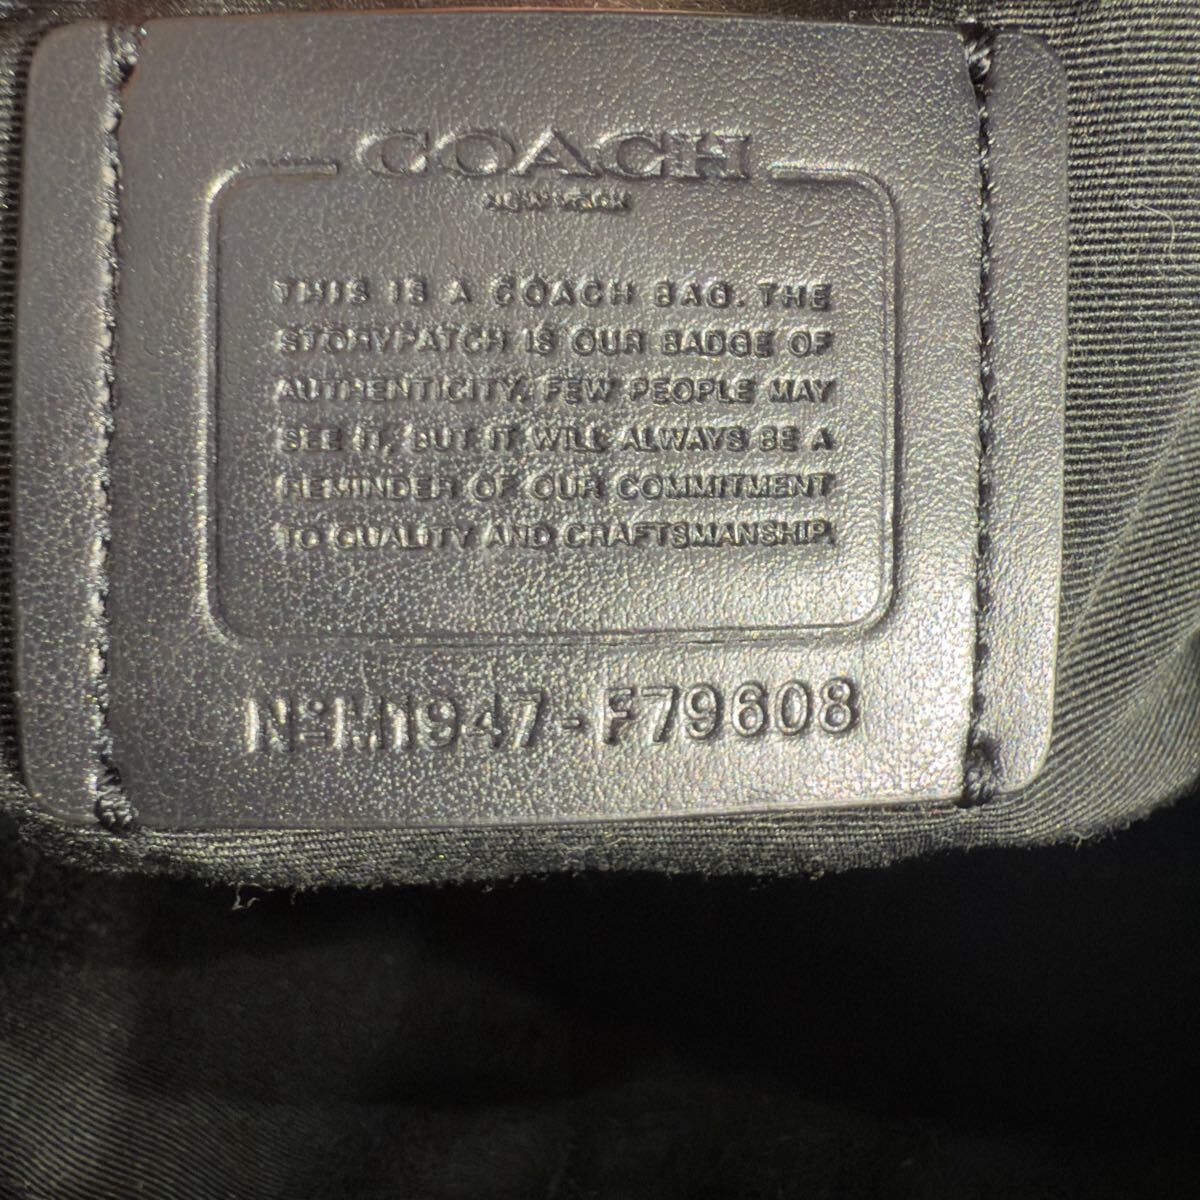 COACH
NEW YORK
THIS IS A COACH BAG. THE
STORYPATCH IS OUR BADGE OF
AUTHENTICITY. FEW PEOPLE MAY
SEE IT, BUT IT WILL ALWAYS BE A
REMINDER OF OUR COMMITMENT
TO QUALITY AND CRAFTSMANSHIP.
Nº M1947-F79608